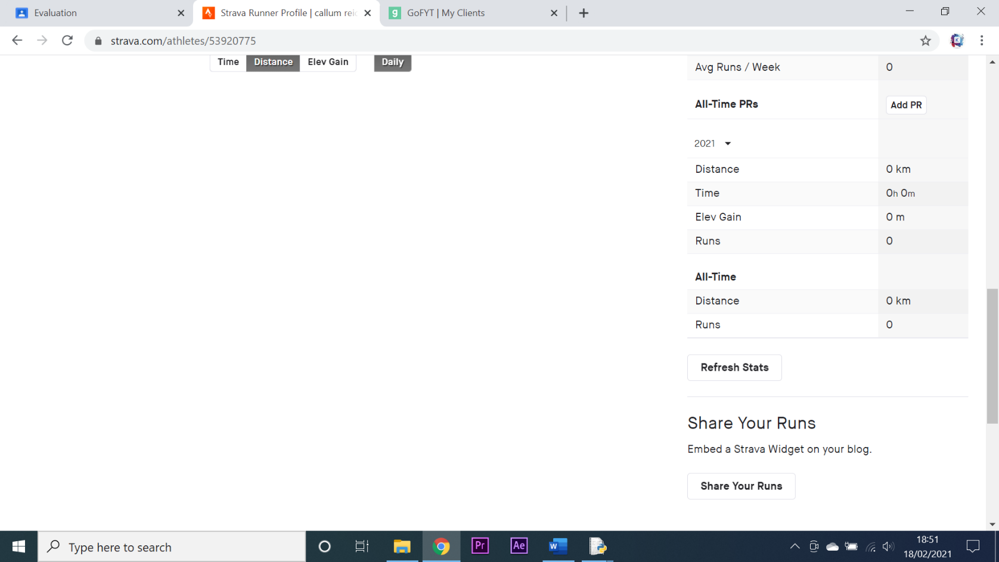 Evaluation
Strava Runner Profile | callum reid
GoFYT | My Clients
strava.com/athletes/53920775
Time Distance Elev Gain Daily
Avg Runs / Week 0
All-Time PRs Add PR
2021
Distance 0 km
Time 0h 0m
Elev Gain 0 m
Runs 0
All-Time
Distance 0 km
Runs 0
Refresh Stats
Share Your Runs
Embed a Strava Widget on your blog.
Share Your Runs
Type here to search
Pr
Ae
W
18:51
18/02/2021